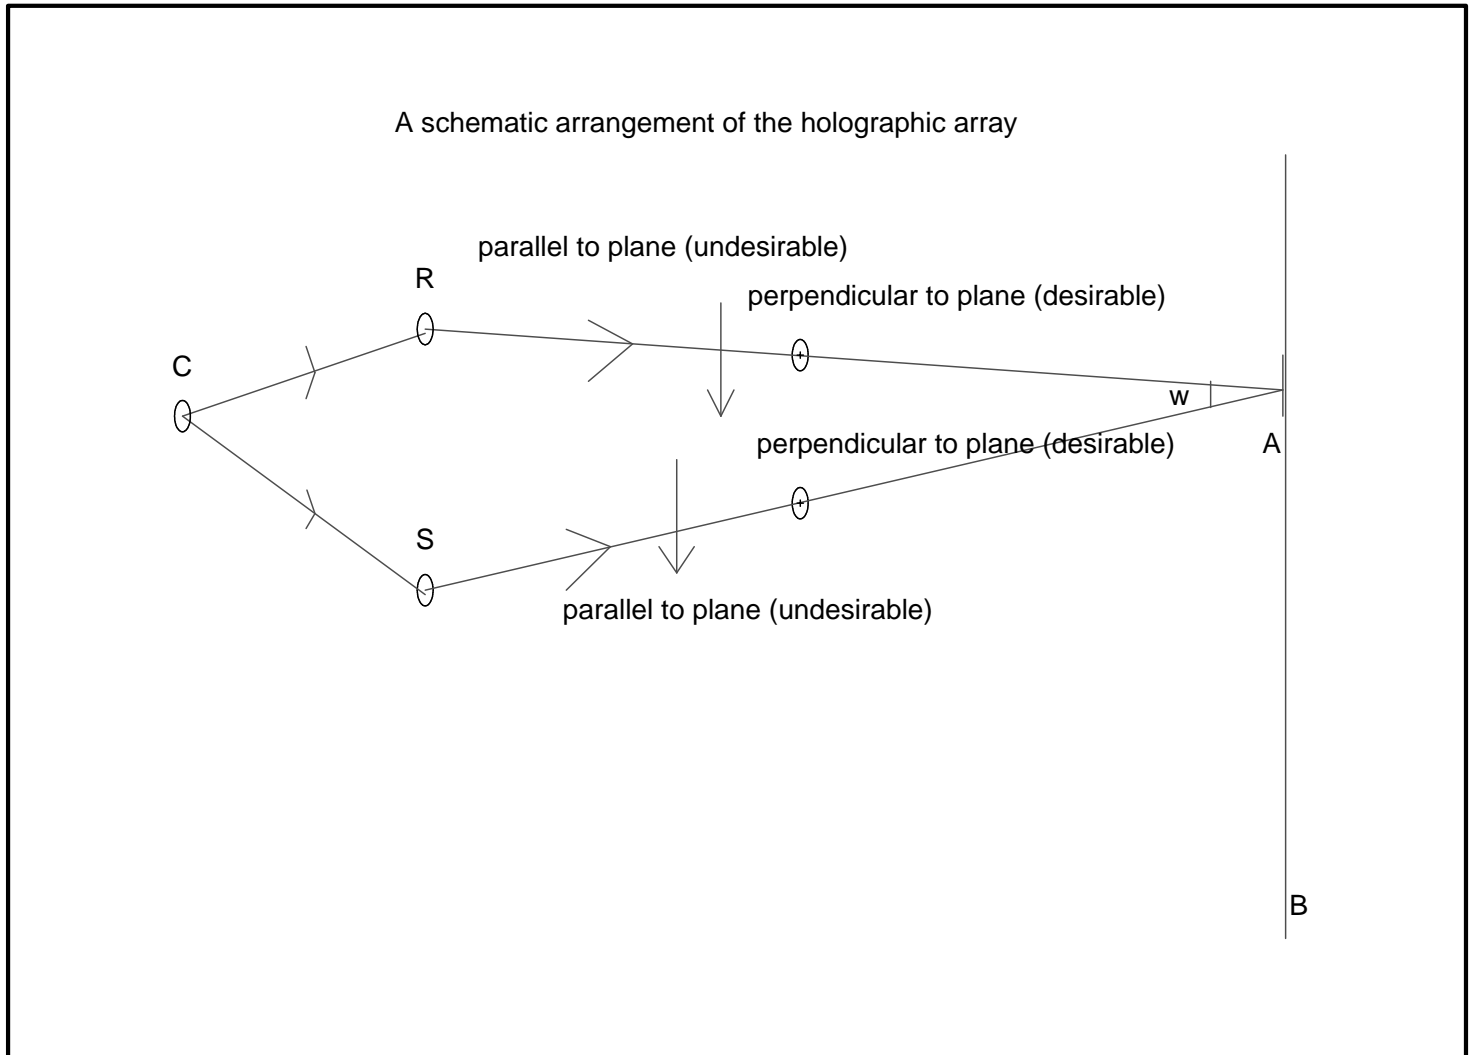 A schematic arrangement of the holographic array
parallel to plane (undesirable)
R
perpendicular to plane (desirable)
C
w
A
perpendicular to plane (desirable)
S
parallel to plane (undesirable)
B